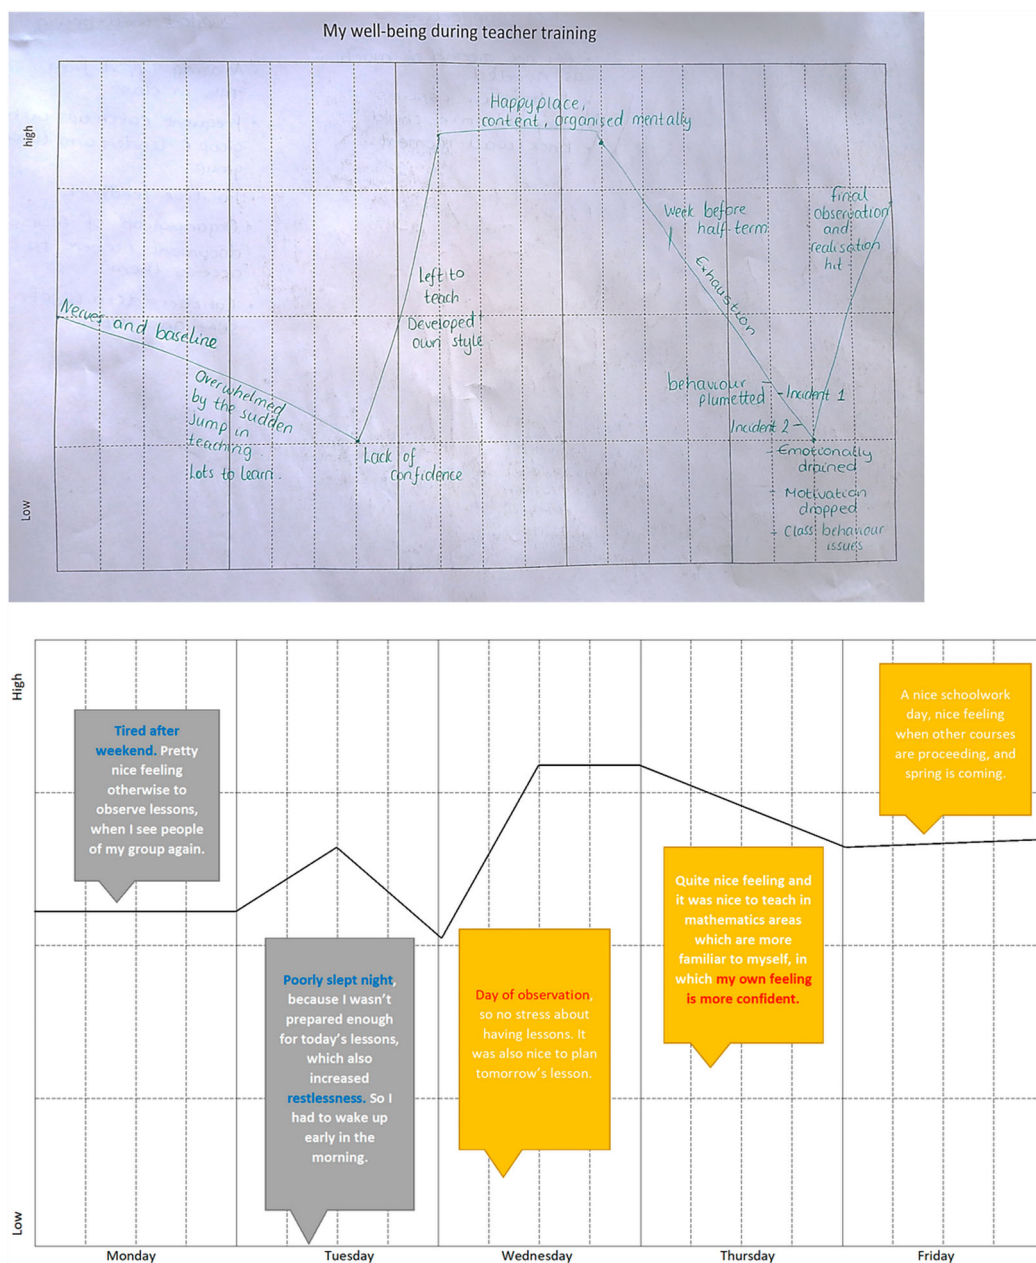 My well-being during teacher training
high
Low
Happy place,
content, organised mentally
Week before
half-term
final
observation
and
realisation
hit
Exhaustion
Left to
teach
Developed
own style
Nerves and baseline
Overwhelmed
by the sudden
jump in
teaching.
Lots to learn.
Lack of
confidence
behaviour
plumetted
- Incident 1
Incident 2 -
- Emotionally
drained
- Motivation
dropped
- Class behaviour
issues
High
Low
Tired after
weekend. Pretty
nice feeling
otherwise to
observe lessons,
when I see people
of my group again.
Poorly slept night,
because I wasn't
prepared enough
for today's lessons,
which also
increased
restlessness. So I
had to wake up
early in the
morning.
Day of observation,
so no stress about
having lessons. It
was also nice to plan
tomorrow's lesson.
Quite nice feeling and
it was nice to teach in
mathematics areas
which are more
familiar to myself, in
which my own feeling
is more confident.
A nice schoolwork
day, nice feeling
when other courses
are proceeding, and
spring is coming.
Monday
Tuesday
Wednesday
Thursday
Friday